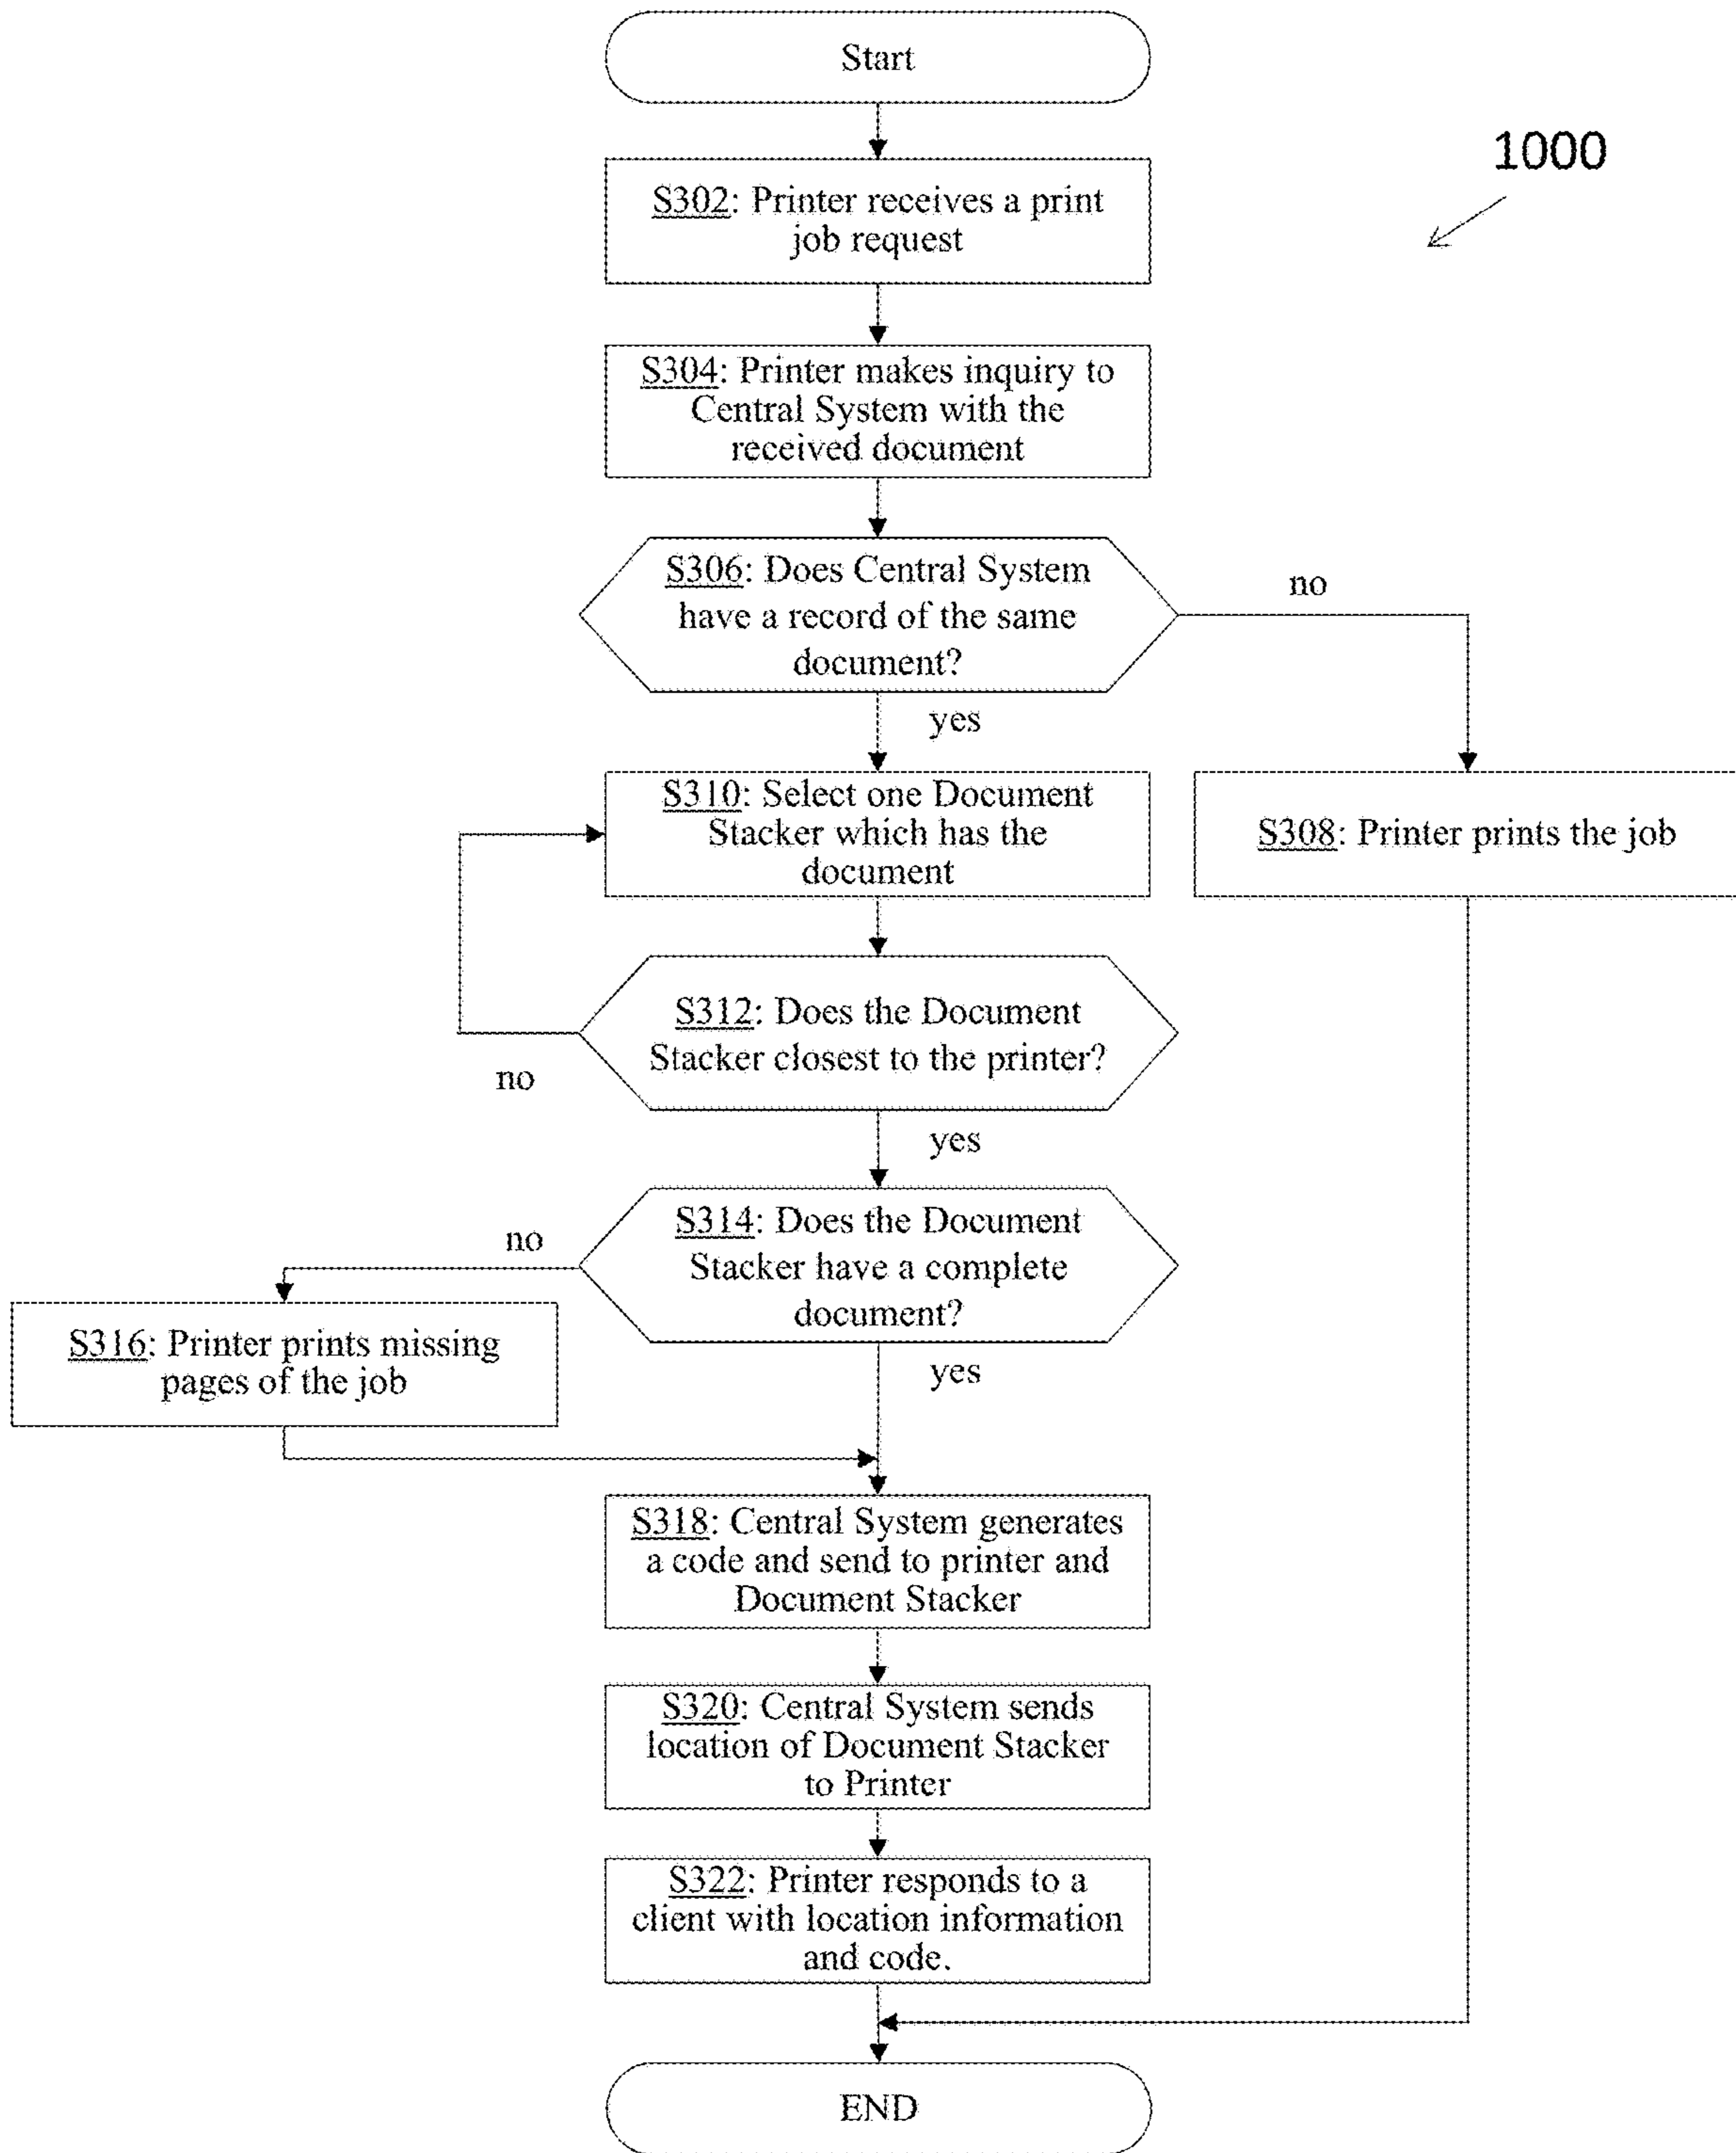 Start
1000
S302: Printer receives a print
job request
S304: Printer makes inquiry to
Central System with the
received document
S306: Does Central System
have a record of the same
document?
no
yes
S310: Select one Document
Stacker which has the
document
S308: Printer prints the job
S312: Does the Document
Stacker closest to the printer?
no
yes
S314: Does the Document
Stacker have a complete
document?
no
yes
S316: Printer prints missing
pages of the job
S318: Central System generates
a code and send to printer and
Document Stacker
S320: Central System sends
location of Document Stacker
to Printer
S322: Printer responds to a
client with location information
and code.
END